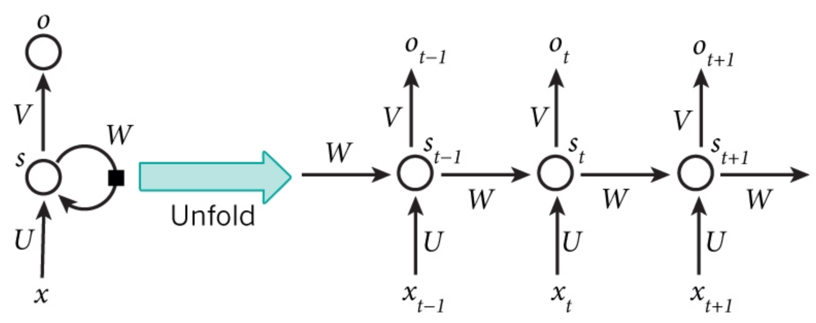 o
o_{t-1} o_t o_{t+1}
V W V V V
s s_{t-1} s_t s_{t+1}
W
W W W
Unfold
U U U U
x x_{t-1} x_t x_{t+1}